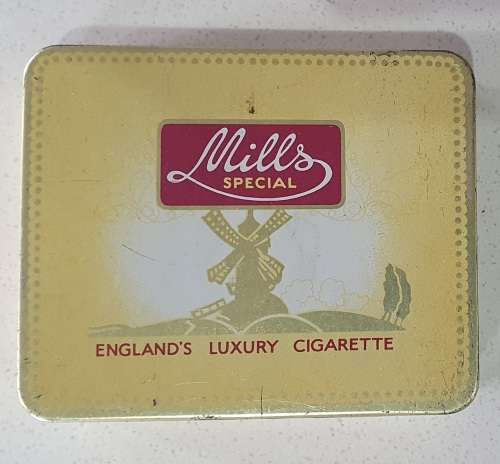 Mills
SPECIAL
ENGLAND'S LUXURY CIGARETTE